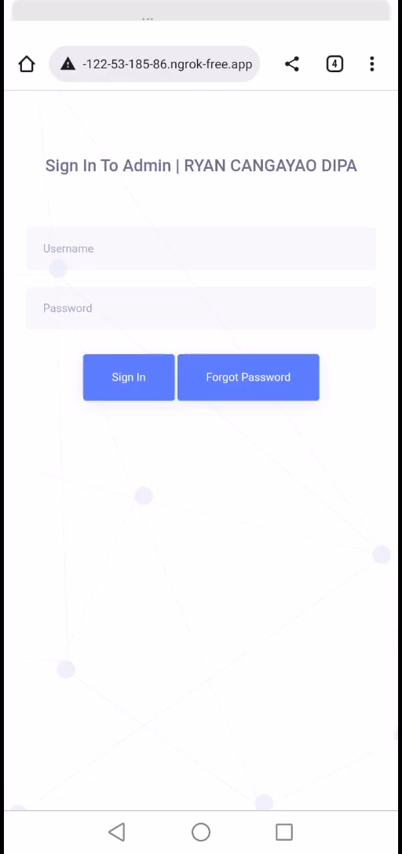 -122-53-185-86.ngrok-free.app
4
Sign In To Admin | RYAN CANGAYAO DIPA
Username
Password
Sign In
Forgot Password